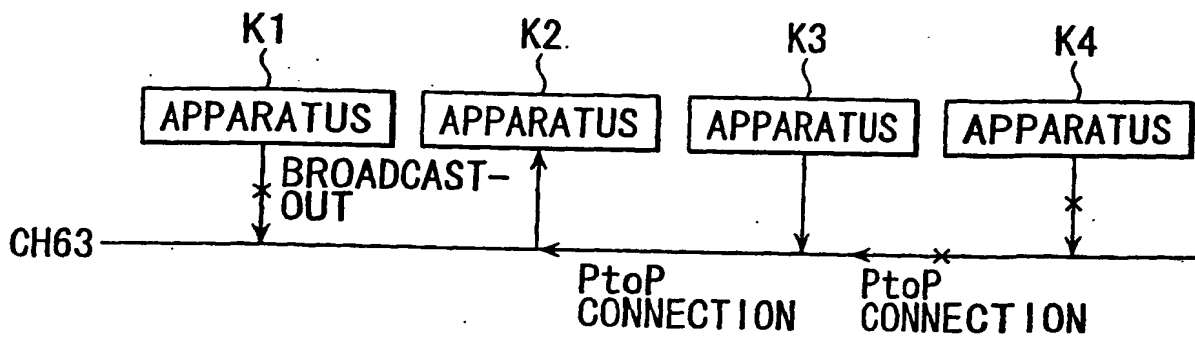 K1 K2 K3 K4
APPARATUS APPARATUS APPARATUS APPARATUS
BROADCAST-
OUT
CH63
PtoP
CONNECTION
PtoP
CONNECTION